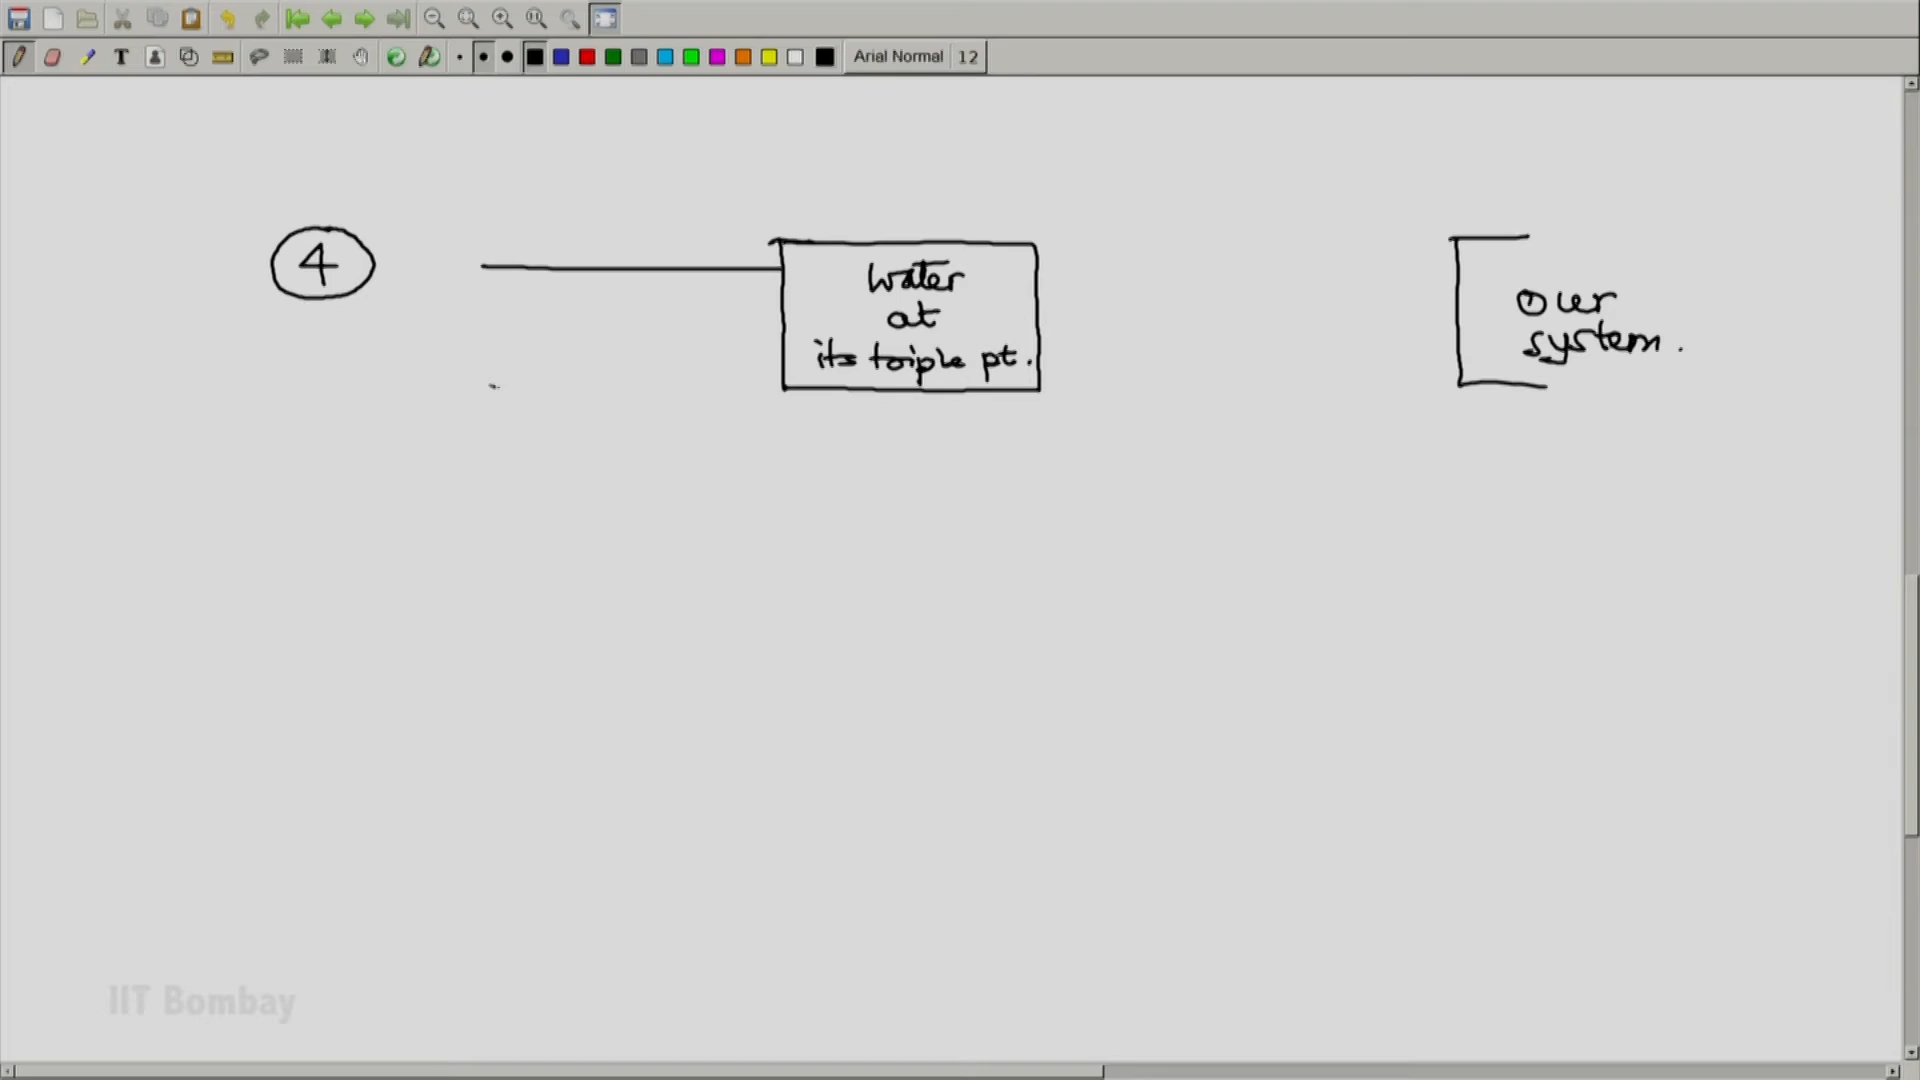 Arial Normal 12
4
Water
at
its triple pt.
Our
system.
IIT Bombay